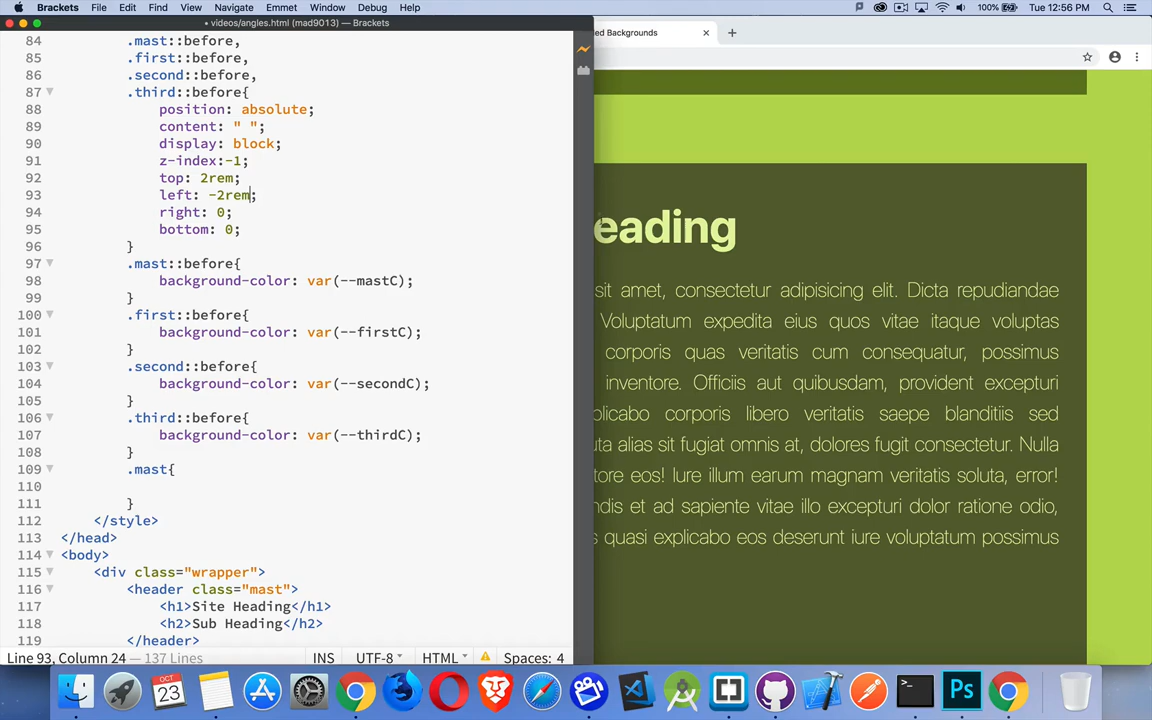 Brackets File Edit Find View Navigate Emmet Window Debug Help 100% Tue 12:56 PM
• videos/angles.html (mad9013) — Brackets
ed Backgrounds
84 .mast::before,
85 .first::before,
86 .second::before,
87 .third::before{
88 position: absolute;
89 content: " ";
90 display: block;
91 z-index:-1;
92 top: 2rem;
93 left: -2rem;
94 right: 0;
95 bottom: 0;
96 }
97 .mast::before{
98 background-color: var(--mastC);
99 }
100 .first::before{
101 background-color: var(--firstC);
102 }
103 .second::before{
104 background-color: var(--secondC);
105 }
106 .third::before{
107 background-color: var(--thirdC);
108 }
109 .mast{
110
111 }
112 </style>
113 </head>
114 <body>
115 <div class="wrapper">
116 <header class="mast">
117 <h1>Site Heading</h1>
118 <h2>Sub Heading</h2>
119 </header>
Line 93, Column 24 — 137 Lines INS UTF-8 HTML Spaces: 4
eading
sit amet, consectetur adipisicing elit. Dicta repudiandae
Voluptatum expedita eius quos vitae itaque voluptas
corporis quas veritatis cum consequatur, possimus
inventore. Officiis aut quibusdam, provident excepturi
plicabo corporis libero veritatis saepe blanditiis sed
uta alias sit fugiat omnis at, dolores fugit consectetur. Nulla
tore eos! Iure illum earum magnam veritatis soluta, error!
ndis et ad sapiente vitae illo excepturi dolor ratione odio,
s quasi explicabo eos deserunt iure voluptatum possimus
OCT
23
Ps